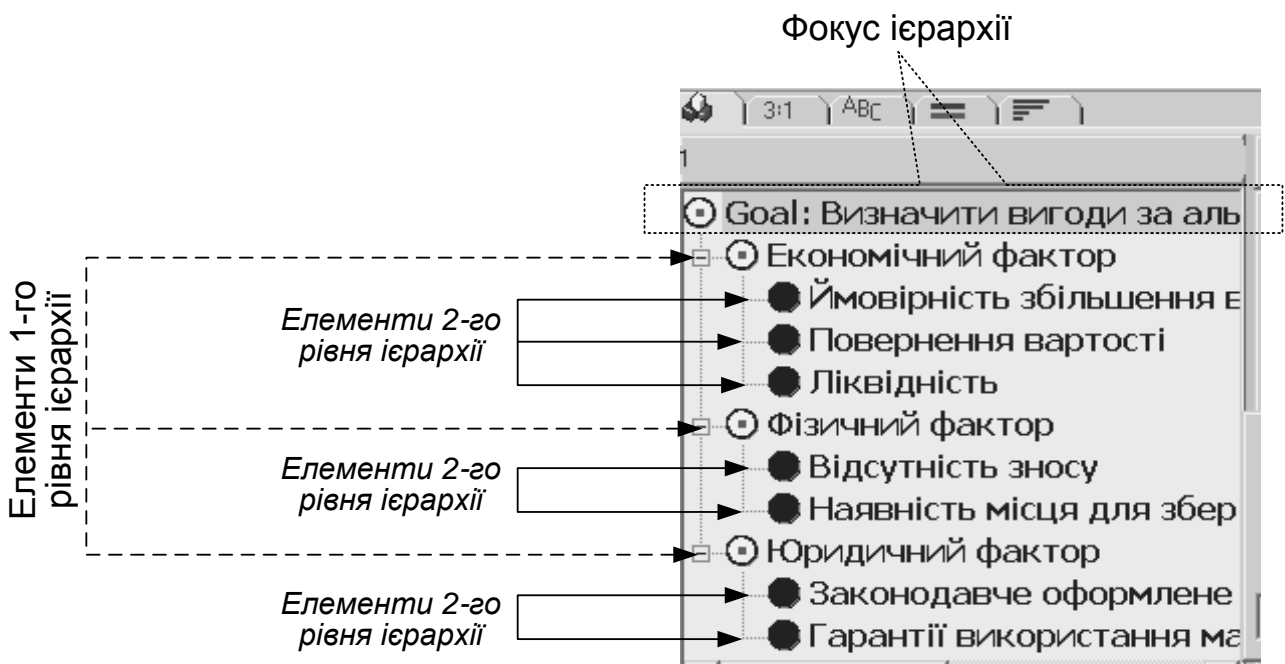 Фокус ієрархії
3:1 ABC
1 1
Goal: Визначити вигоди за аль
Економічний фактор
Ймовірність збільшення в
Повернення вартості
Ліквідність
Фізичний фактор
Відсутність зносу
Наявність місця для збер
Юридичний фактор
Законодавче оформлене
Гарантії використання ма
Елементи 1-го
рівня ієрархії
Елементи 2-го
рівня ієрархії
Елементи 2-го
рівня ієрархії
Елементи 2-го
рівня ієрархії